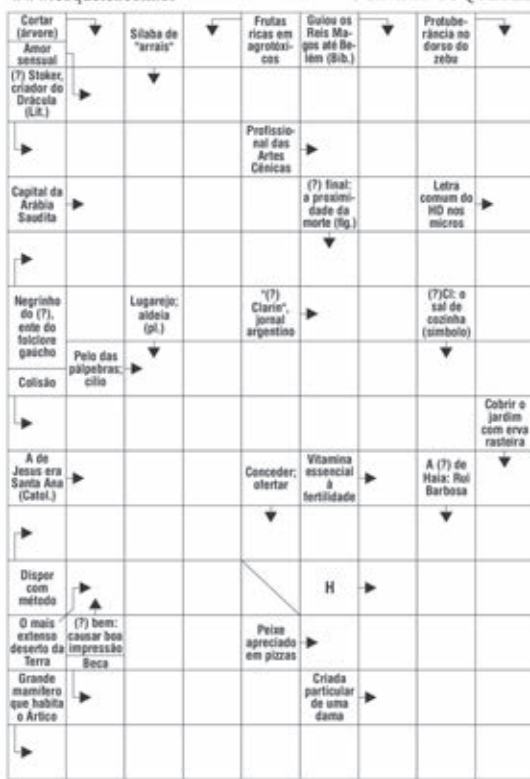 Cortar
(árvore)
Amor
sensual
Sílaba de
"arrais"
Frutas
ricas em
agrotóxi-
cos
Guiou os
Reis Ma-
gos até Be-
lém (Bíb.)
Protube-
rância no
dorso do
zebu
(?) Stoker,
criador do
Drácula
(Lit.)
Profissio-
nal das
Artes
Cênicas
Capital da
Arábia
Saudita
(?) final:
a proximi-
dade da
morte (fig.)
Letra
comum do
HD nos
micros
Negrinho
do (?),
ente do
folclore
gaúcho
Colisão
Lugarejo;
aldeia
(pl.)
"(?)
Clarín",
jornal
argentino
(?)Cl: o
sal de
cozinha
(símbolo)
Pelo das
pálpebras;
cílio
Cobrir o
jardim
com erva
rasteira
A de
Jesus era
Santa Ana
(Catol.)
Conceder;
ofertar
Vitamina
essencial
à
fertilidade
A (?) de
Haia: Rui
Barbosa
Dispor
com
método
H
O mais
extenso
deserto da
Terra
(?) bem:
causar boa
impressão
Beca
Peixe
apreciado
em pizzas
Grande
mamífero
que habita
o Ártico
Criada
particular
de uma
dama